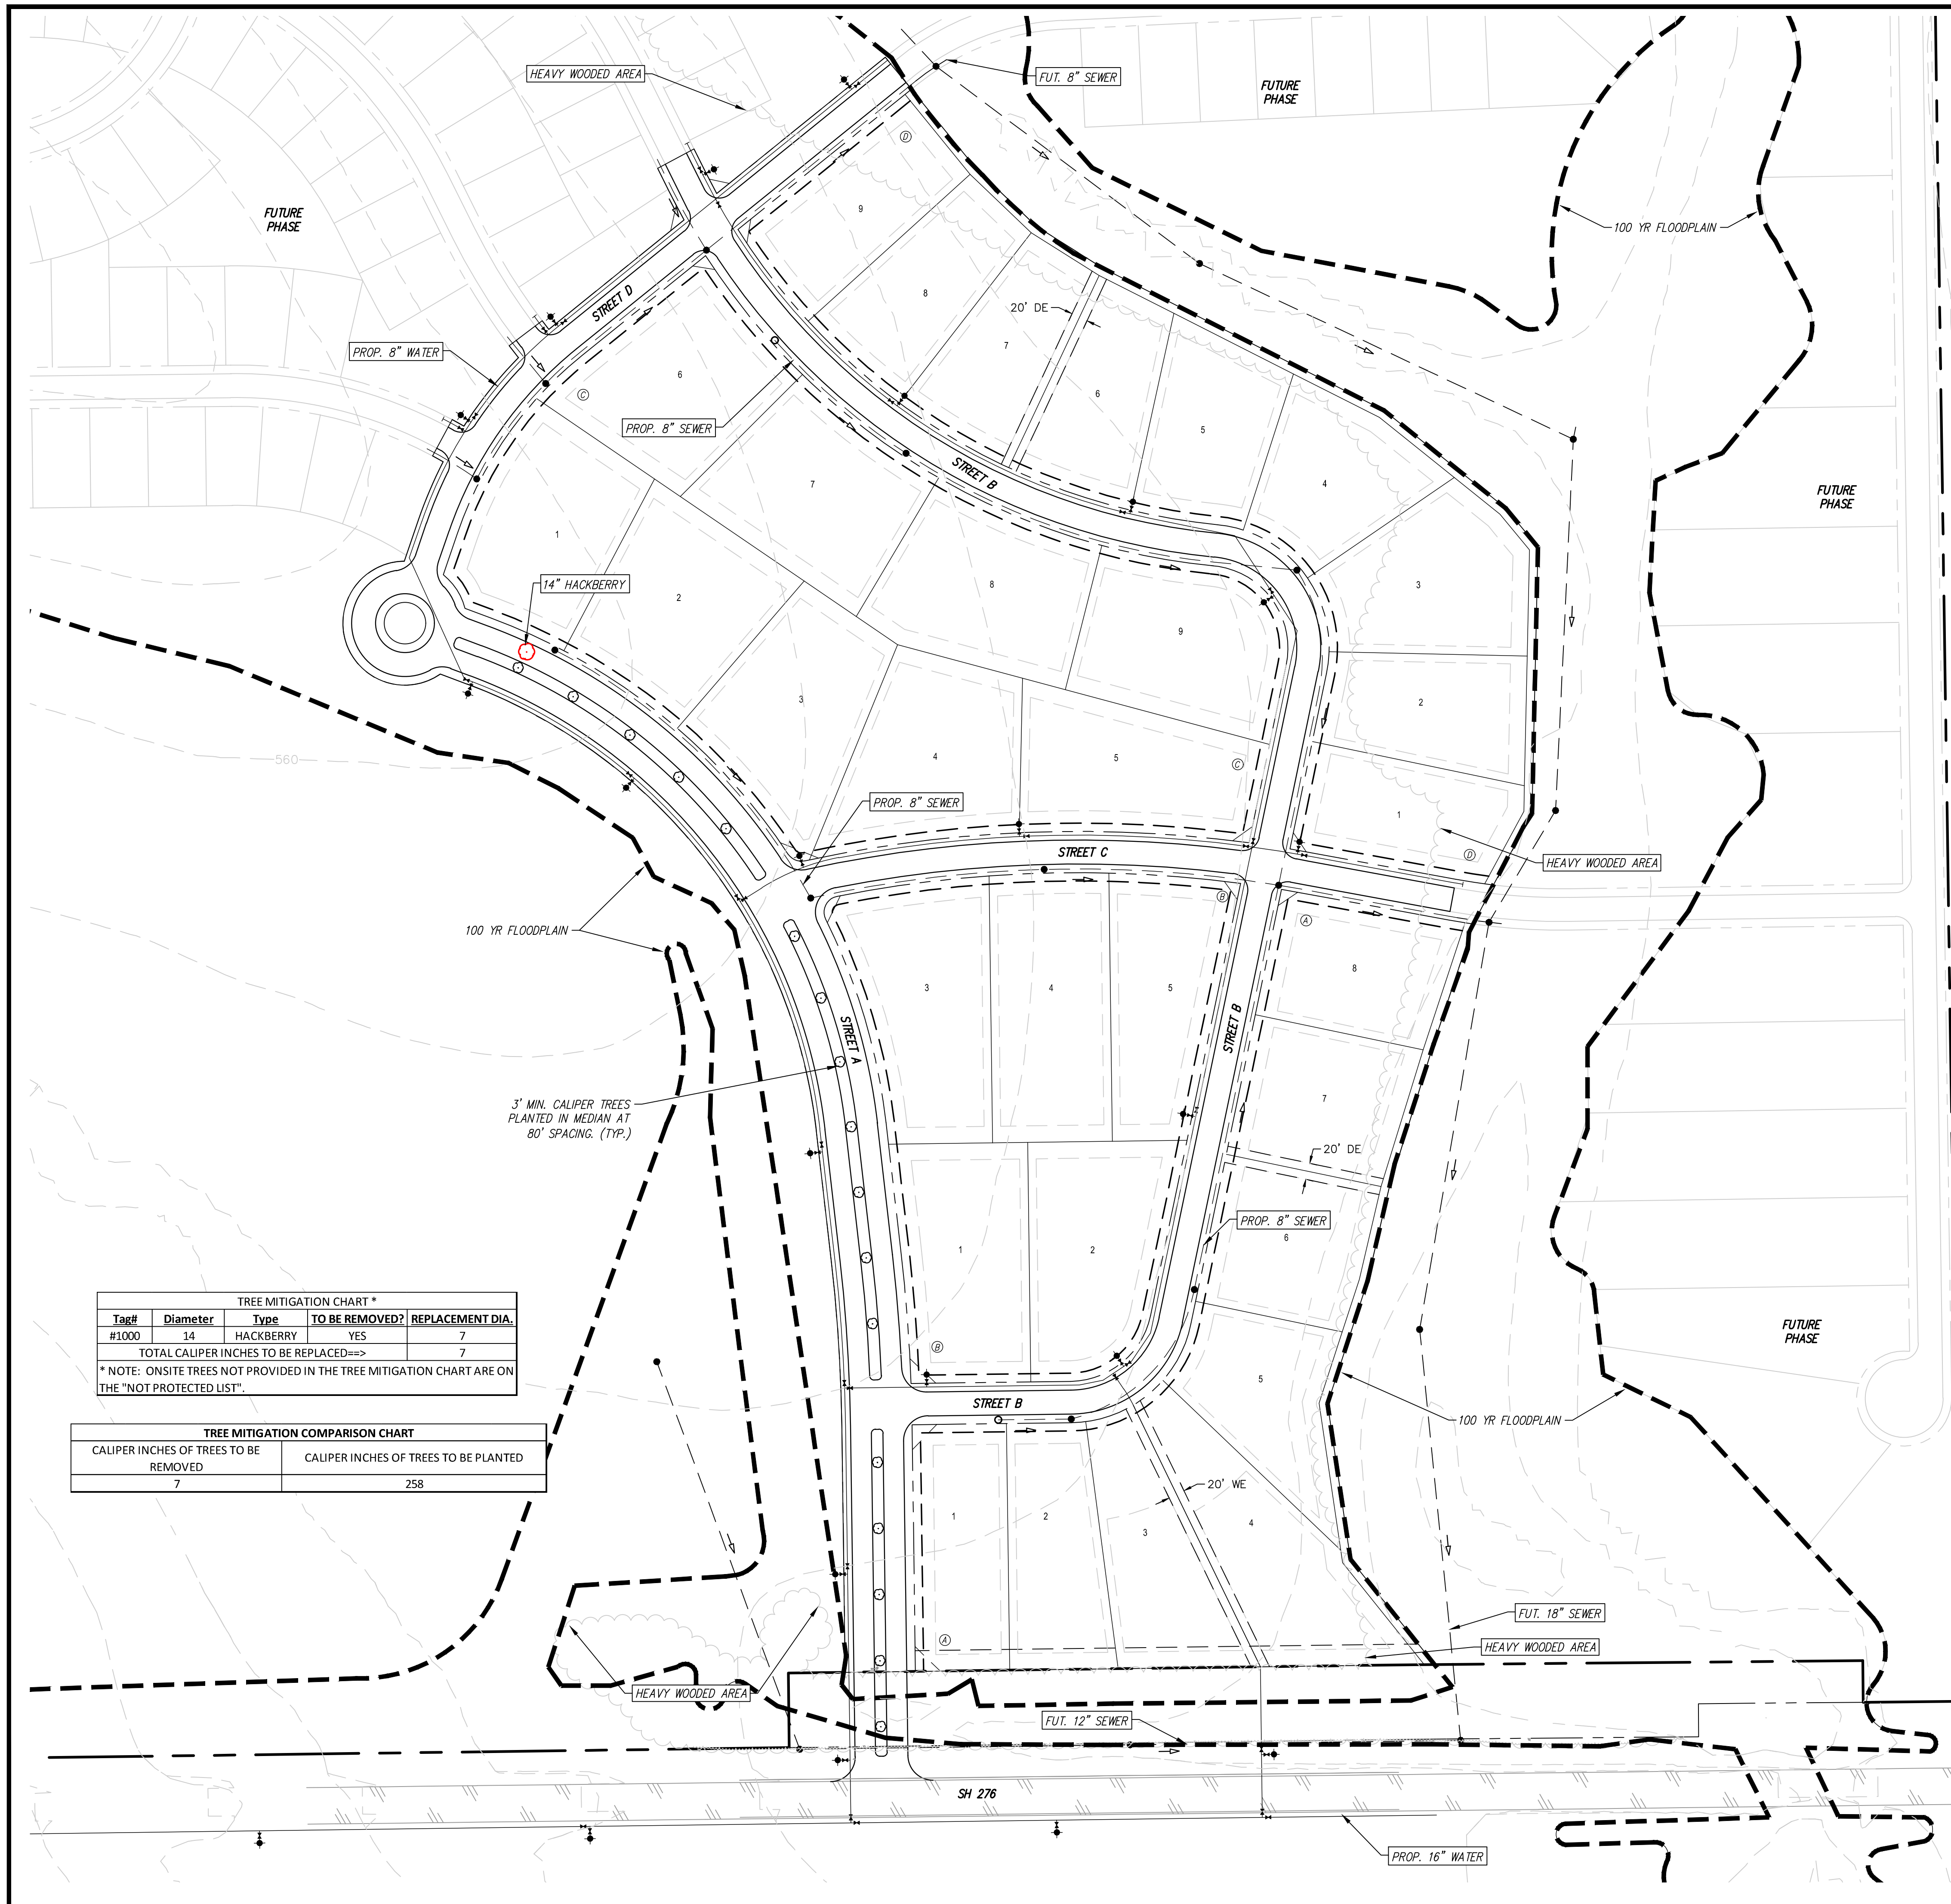 HEAVY WOODED AREA
FUT. 8" SEWER
FUTURE
PHASE
D
FUTURE
PHASE
9
100 YR FLOODPLAIN
STREET D
8
20' DE
7
PROP. 8" WATER
6
C
6
PROP. 8" SEWER
5
STREET B
7
4
FUTURE
PHASE
1
14" HACKBERRY
8
3
2
9
3
2
560
4
5
C
PROP. 8" SEWER
1
STREET C
D
HEAVY WOODED AREA
B
A
100 YR FLOODPLAIN
8
3
4
5
STREET A
STREET B
3' MIN. CALIPER TREES
PLANTED IN MEDIAN AT
80' SPACING. (TYP.)
7
20' DE
PROP. 8" SEWER
6
1
2
TREE MITIGATION CHART *
Tag# Diameter Type TO BE REMOVED? REPLACEMENT DIA.
#1000 14 HACKBERRY YES 7
TOTAL CALIPER INCHES TO BE REPLACED==> 7
* NOTE: ONSITE TREES NOT PROVIDED IN THE TREE MITIGATION CHART ARE ON
THE "NOT PROTECTED LIST".
FUTURE
PHASE
B
5
STREET B
100 YR FLOODPLAIN
TREE MITIGATION COMPARISON CHART
CALIPER INCHES OF TREES TO BE
REMOVED
CALIPER INCHES OF TREES TO BE PLANTED
7 258
20' WE
1
2
3
4
FUT. 18" SEWER
A
HEAVY WOODED AREA
HEAVY WOODED AREA
FUT. 12" SEWER
SH 276
PROP. 16" WATER